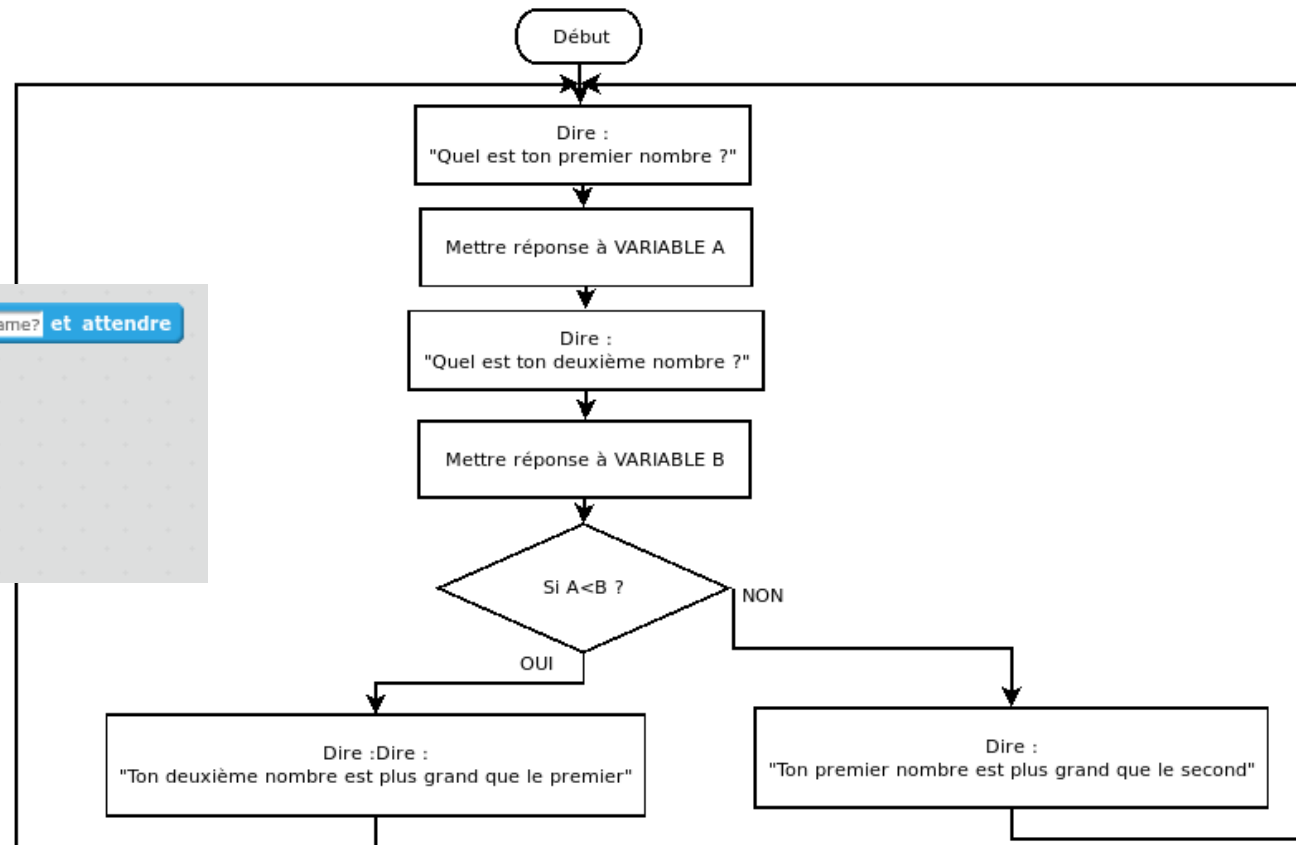 Début
Dire :
"Quel est ton premier nombre ?"
Mettre réponse à VARIABLE A
ame? et attendre
Dire :
"Quel est ton deuxième nombre ?"
Mettre réponse à VARIABLE B
Si A<B ?
NON
OUI
Dire :Dire :
"Ton deuxième nombre est plus grand que le premier"
Dire :
"Ton premier nombre est plus grand que le second"